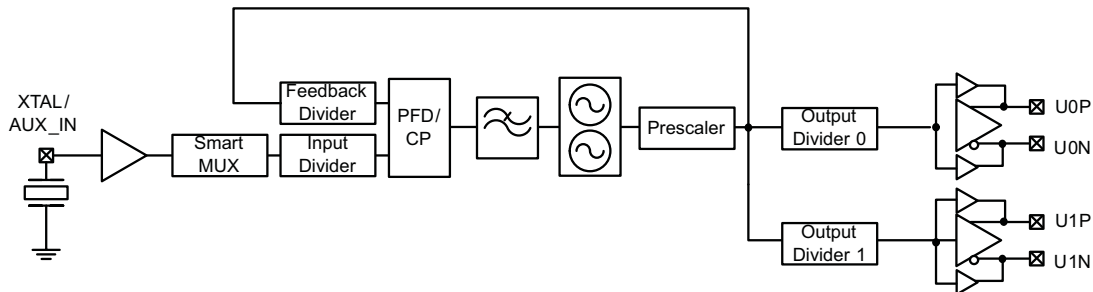 XTAL/
AUX_IN
Smart
MUX
Feedback
Divider
Input
Divider
PFD/
CP
Prescaler
Output
Divider 0
Output
Divider 1
U0P
U0N
U1P
U1N